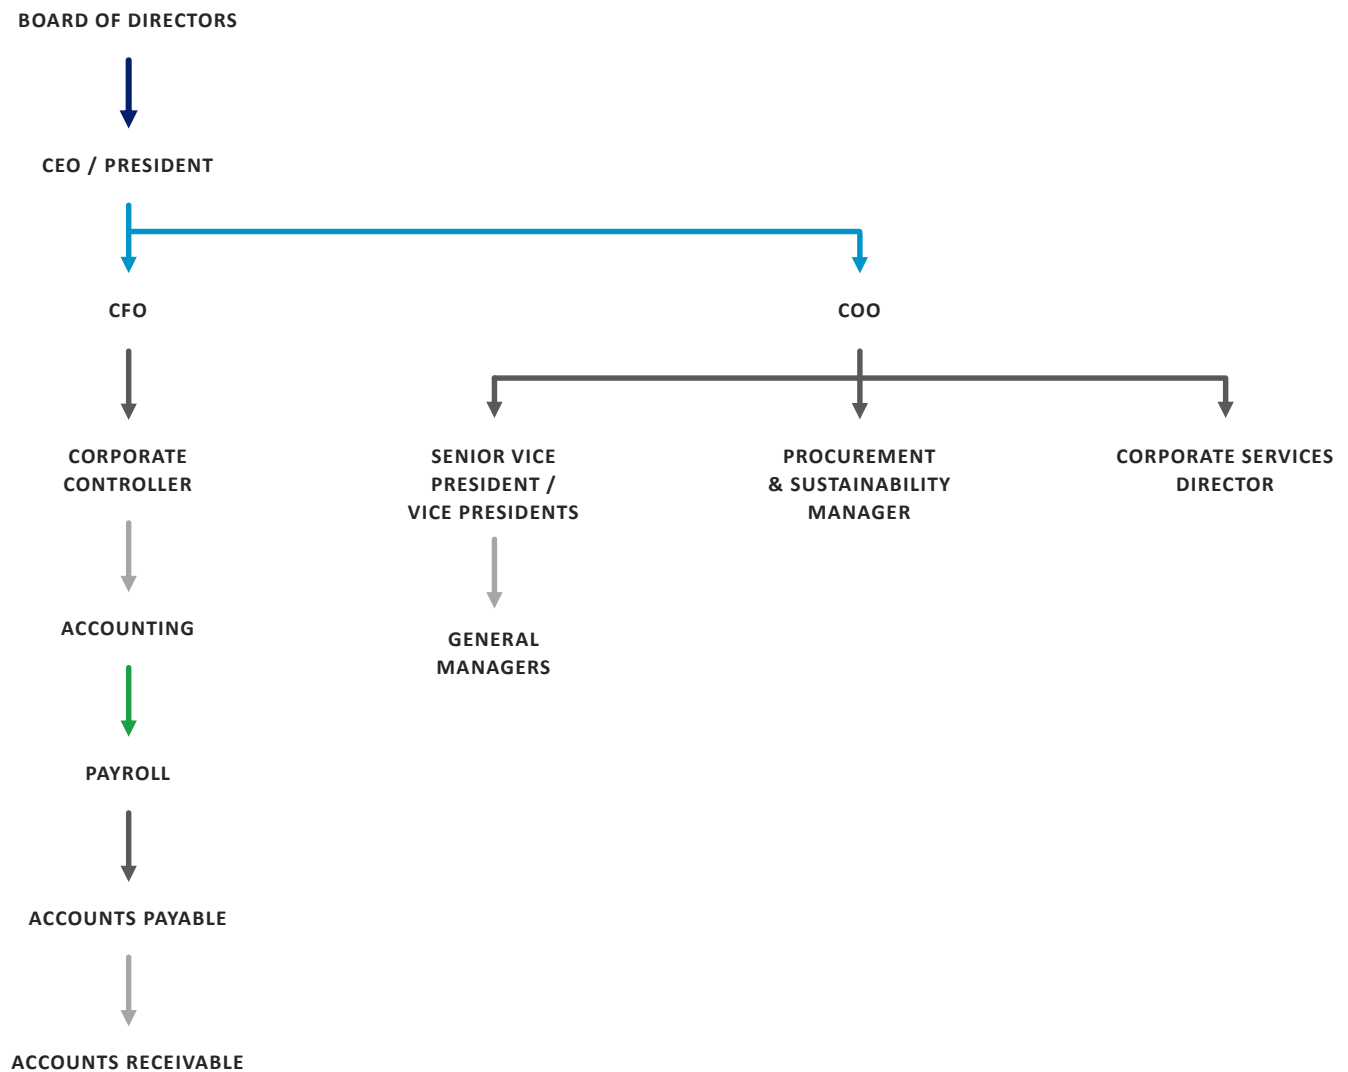 BOARD OF DIRECTORS
CEO / PRESIDENT
CFO
COO
CORPORATE
CONTROLLER
SENIOR VICE
PRESIDENT /
VICE PRESIDENTS
PROCUREMENT
& SUSTAINABILITY
MANAGER
CORPORATE SERVICES
DIRECTOR
ACCOUNTING
GENERAL
MANAGERS
PAYROLL
ACCOUNTS PAYABLE
ACCOUNTS RECEIVABLE